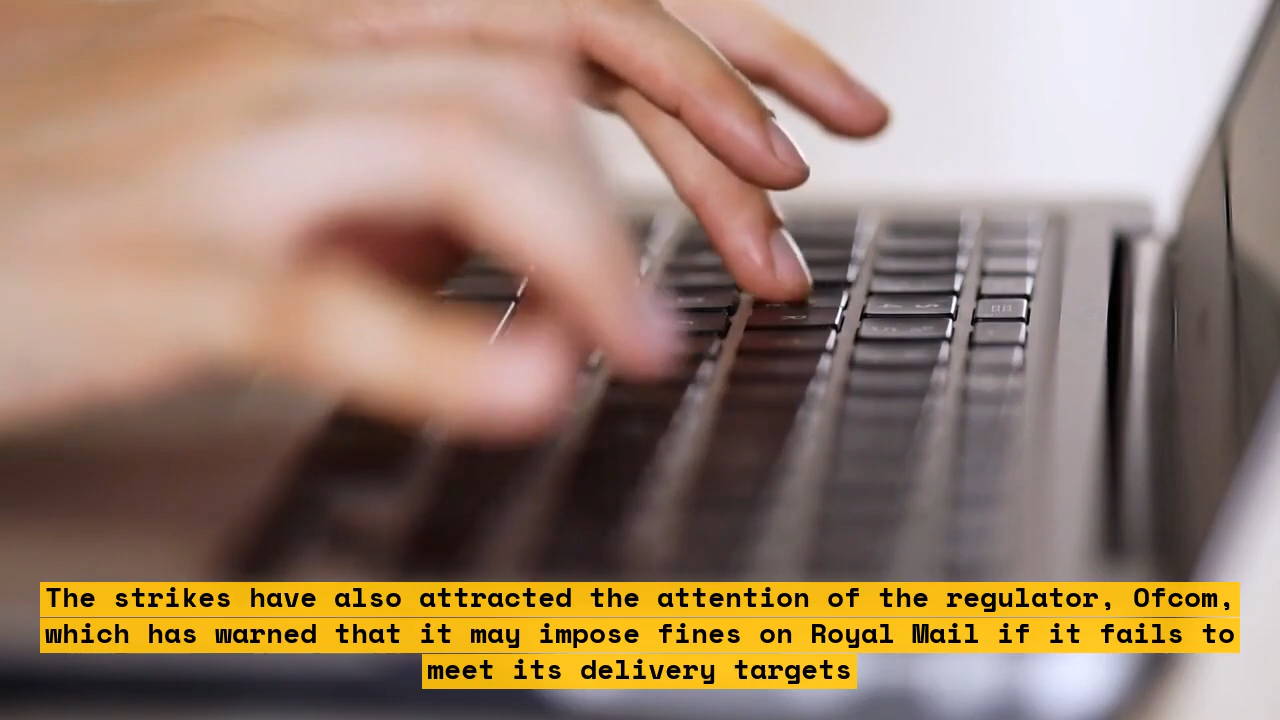 The strikes have also attracted the attention of the regulator, Ofcom,
which has warned that it may impose fines on Royal Mail if it fails to
meet its delivery targets